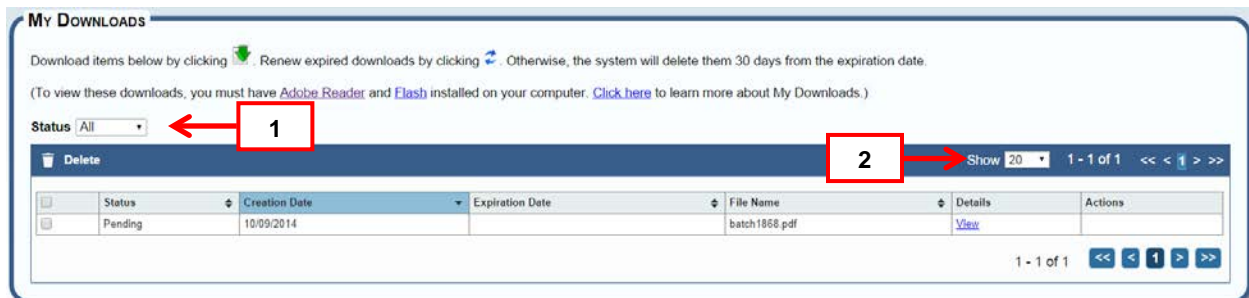 MY DOWNLOADS
Download items below by clicking . Renew expired downloads by clicking . Otherwise, the system will delete them 30 days from the expiration date.
(To view these downloads, you must have Adobe Reader and Flash installed on your computer. Click here to learn more about My Downloads.)
Status All 1
Delete 2 Show 20 1 - 1 of 1 << < 1 > >>
Status Creation Date Expiration Date File Name Details Actions
Pending 10/09/2014 batch1868.pdf View
1 - 1 of 1 << < 1 > >>